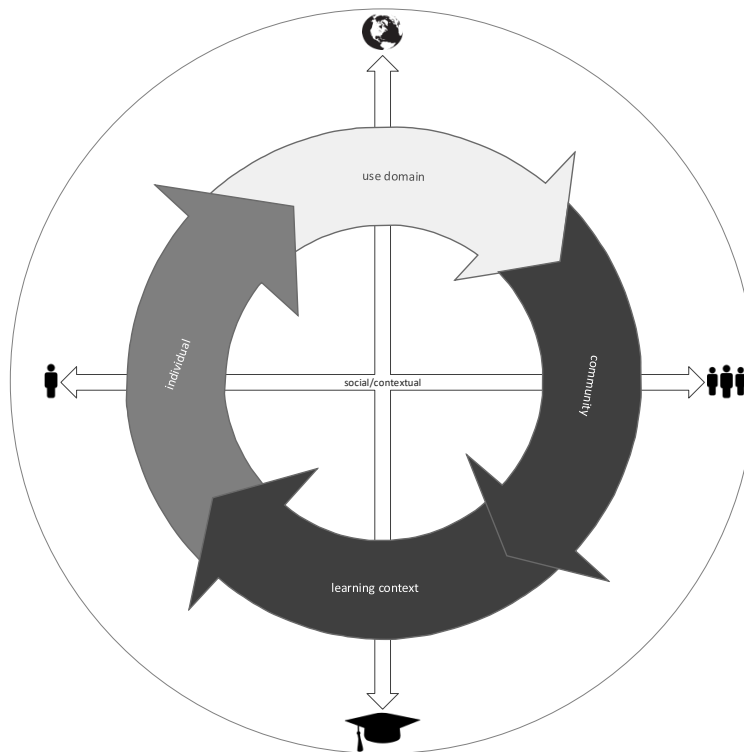 use domain
individual
social/contextual
community
learning context